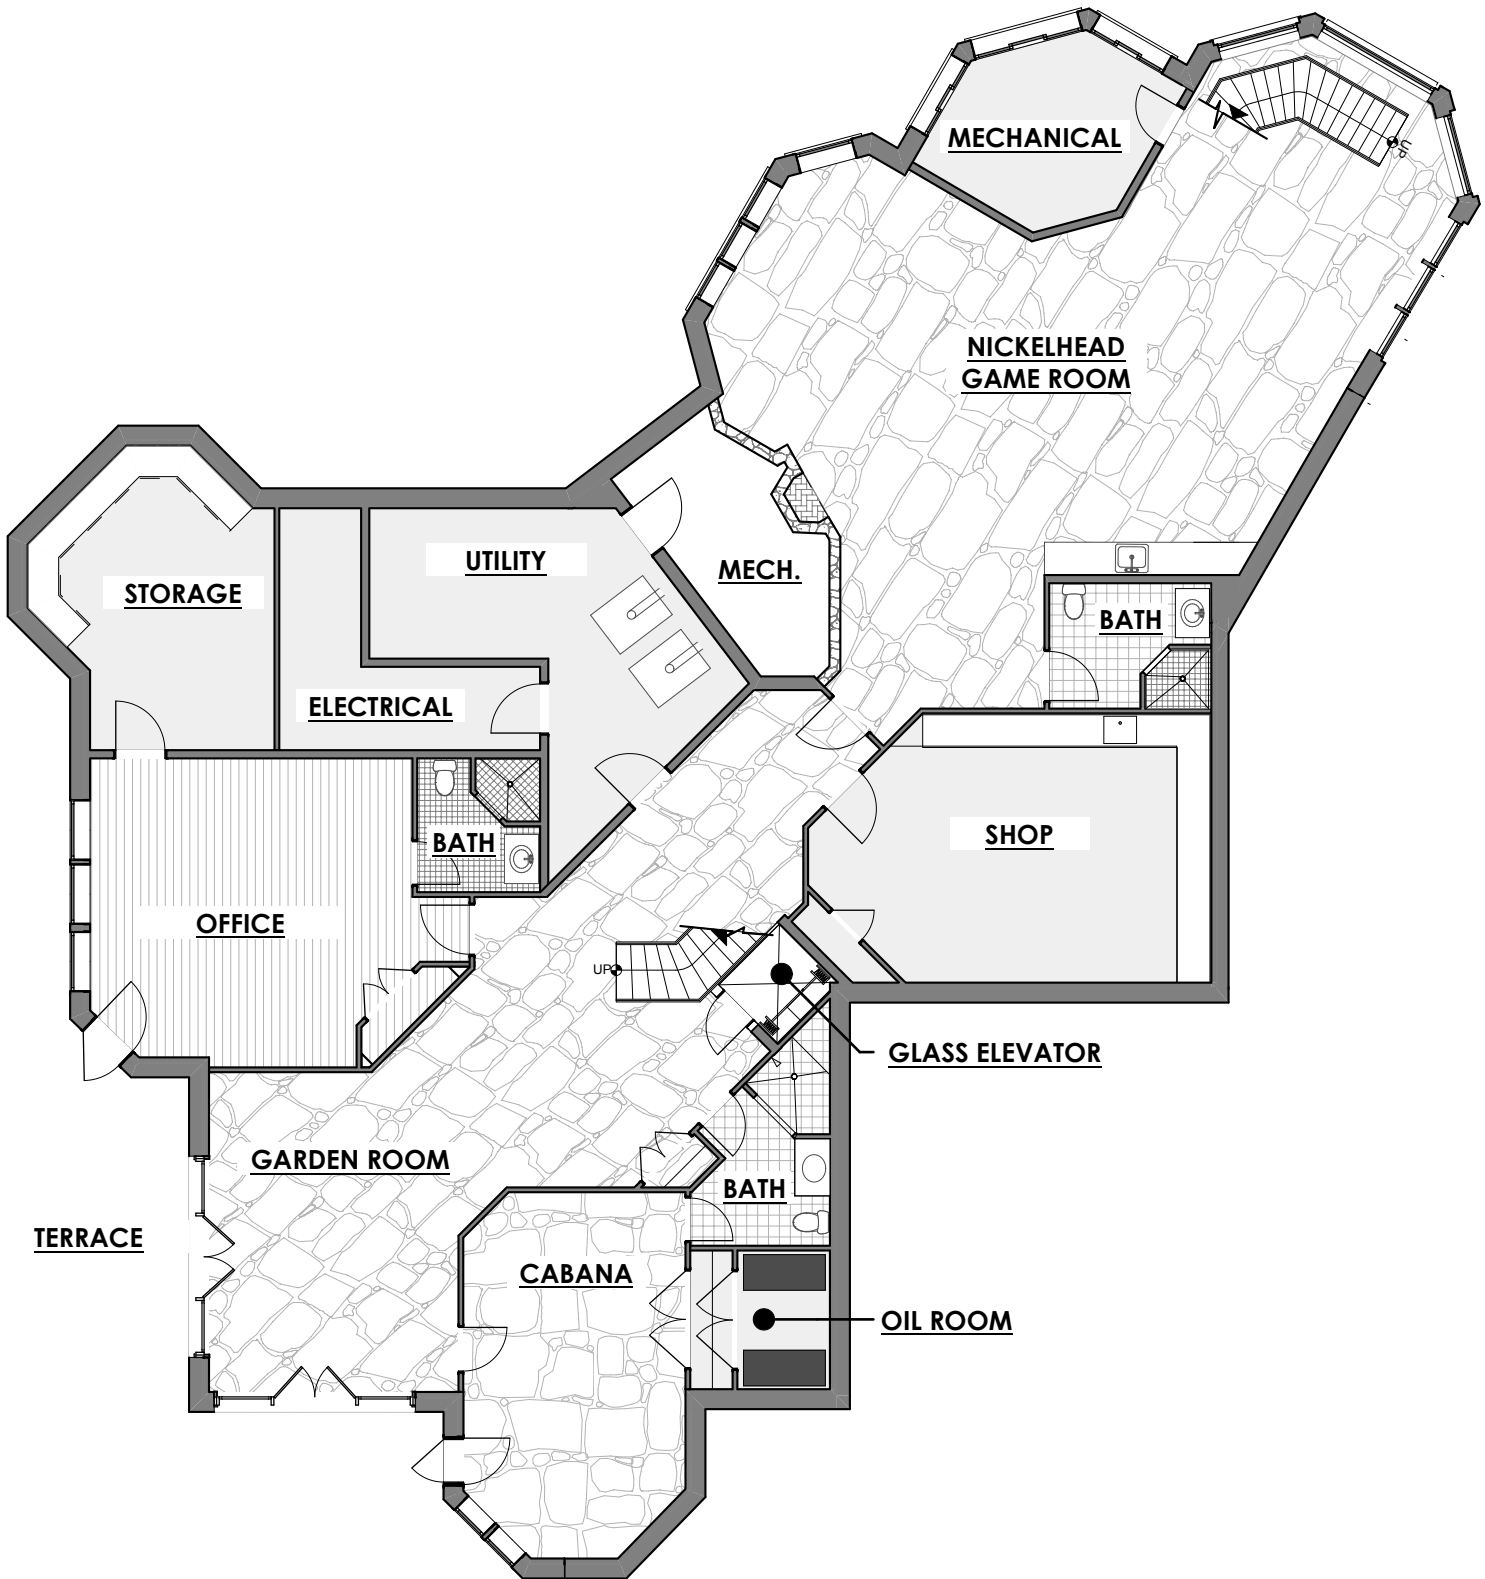 MECHANICAL
UP
NICKELHEAD
GAME ROOM
UTILITY
MECH.
STORAGE
BATH
ELECTRICAL
SHOP
BATH
OFFICE
UP
GLASS ELEVATOR
GARDEN ROOM
BATH
TERRACE
CABANA
OIL ROOM